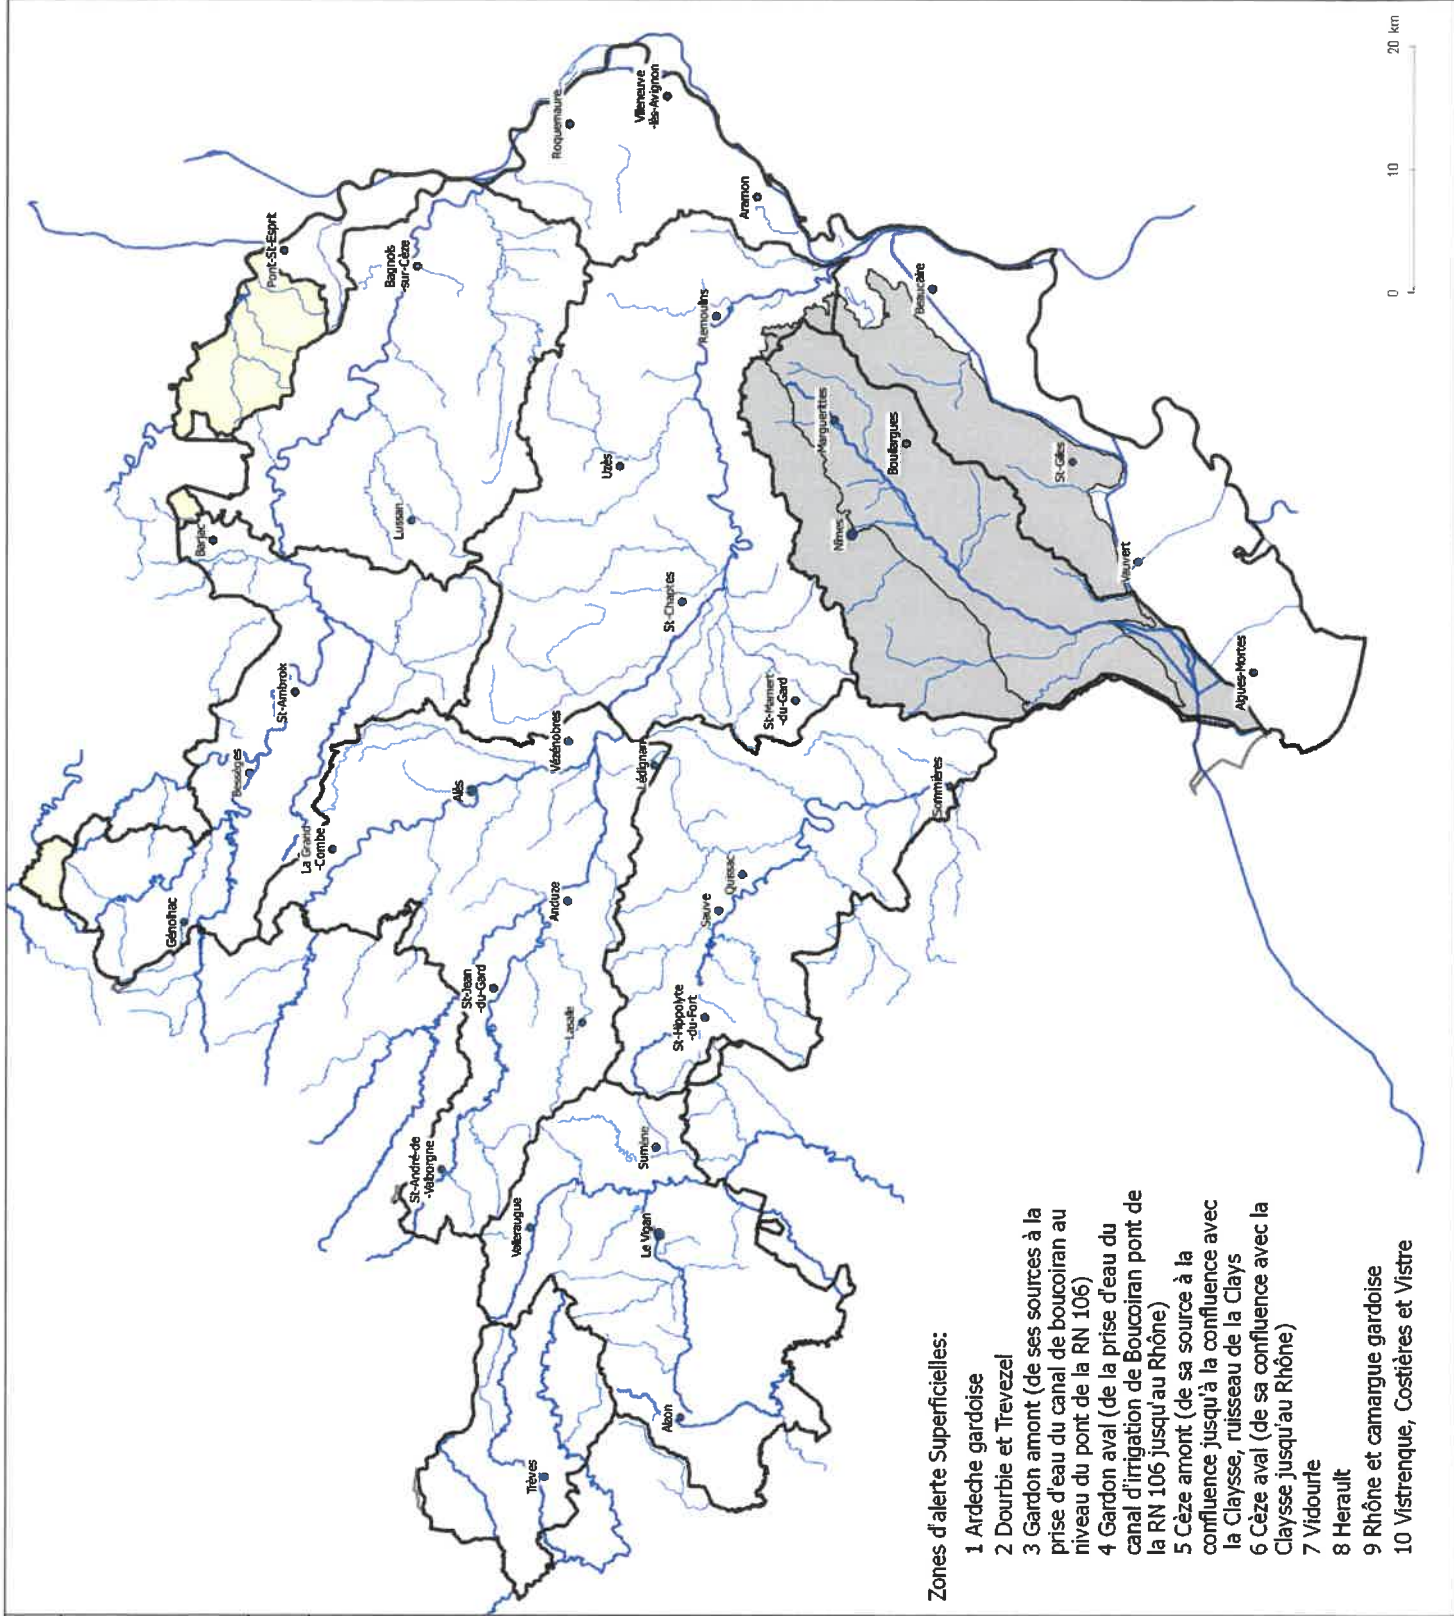 Pont-St-Esprit
Roquemaure
Villeneuve
-lès-Avignon
Bagnols
-sur-Cèze
Aramon
Remoulins
Beaucaire
Barjac
Lussan
Uzès
Marguerittes
Bouillargues
St-Gilles
Nîmes
Vauvert
St-Chaptes
St-Ambroix
St-Mamert
-du-Gard
Aigues-Mortes
Bessèges
La Grand
-Combe
Alès
Vézénobres
Lédignan
Sommières
Génolhac
Anduze
Quissac
Sauve
St-Jean
-du-Gard
Lasalle
St-Hippolyte
-du-Fort
St-André-de
-Valborgne
Sumène
Valleraugue
Le Vigan
Trèves
Alzon
0 10 20 km
Zones d'alerte Superficielles:
1 Ardeche gardoise
2 Dourbie et Trevezel
3 Gardon amont (de ses sources à la
prise d'eau du canal de boucoiran au
niveau du pont de la RN 106)
4 Gardon aval (de la prise d'eau du
canal d'irrigation de Boucoiran pont de
la RN 106 jusqu'au Rhône)
5 Cèze amont (de sa source à la
confluence jusqu'à la confluence avec
la Claysse, ruisseau de la Clays
6 Cèze aval (de sa confluence avec la
Claysse jusqu'au Rhône)
7 Vidourle
8 Herault
9 Rhône et camargue gardoise
10 Vistrenque, Costières et Vistre